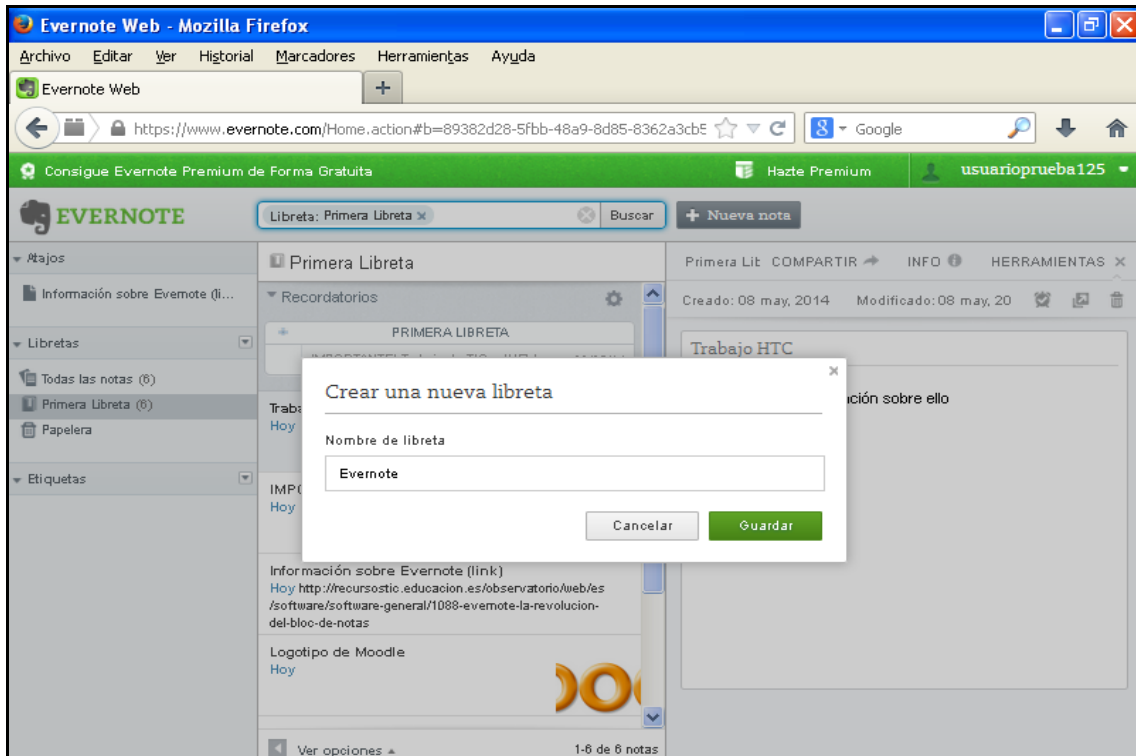 Evernote Web - Mozilla Firefox
Archivo Editar Ver Historial Marcadores Herramientas Ayuda
Evernote Web
https://www.evernote.com/Home.action#b=89382d28-5fbb-48a9-8d85-8362a3cb5
Google
Consigue Evernote Premium de Forma Gratuita
Hazte Premium
usuarioprueba125
EVERNOTE
Libreta: Primera Libreta x
Buscar
+ Nueva nota
Atajos
Información sobre Evernote (li...
Libretas
Todas las notas (6)
Primera Libreta (6)
Papelera
Etiquetas
Primera Libreta
Recordatorios
PRIMERA LIBRETA
Traba
Hoy
IMPO
Hoy
Información sobre Evernote (link)
Hoy http://recursostic.educacion.es/observatorio/web/es
/software/software-general/1088-evernote-la-revolucion-
del-bloc-de-notas
Logotipo de Moodle
Hoy
Ver opciones
1-6 de 6 notas
Primera Lib COMPARTIR INFO HERRAMIENTAS
Creado: 08 may, 2014 Modificado: 08 may, 20
Trabajo HTC
ción sobre ello
Crear una nueva libreta
Nombre de libreta
Evernote
Cancelar Guardar